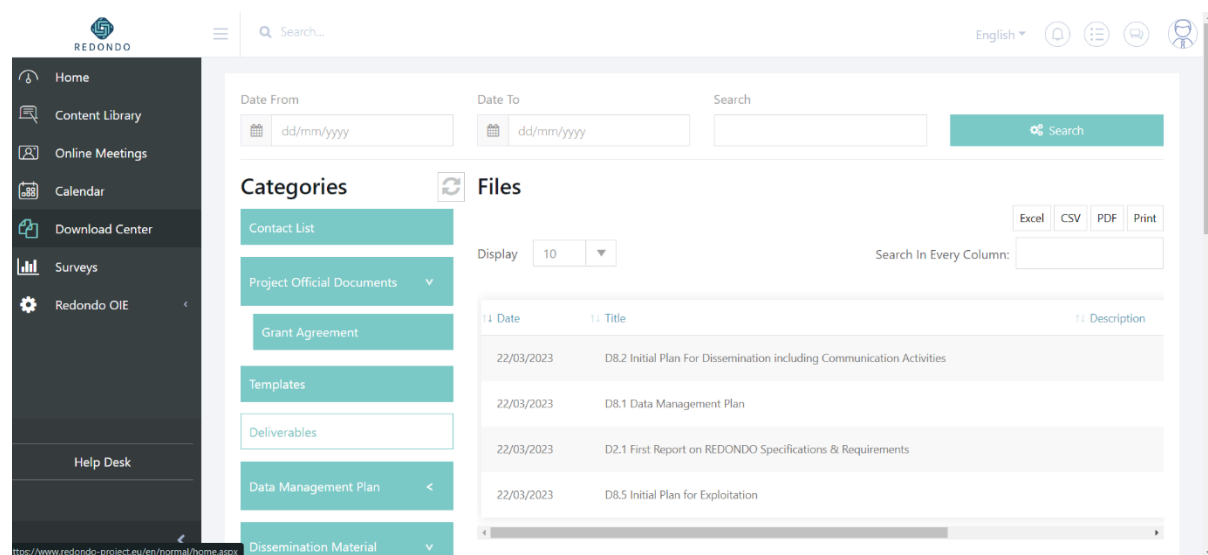 REDONDO
Search...
English
Home
Content Library
Online Meetings
Calendar
Download Center
Surveys
Redondo OIE
Help Desk
ttps://www.redondo-project.eu/en/normal/home.aspx
Date From
Date To
Search
dd/mm/yyyy
dd/mm/yyyy
Search
Categories
Contact List
Project Official Documents
Grant Agreement
Templates
Deliverables
Data Management Plan
Dissemination Material
Files
Excel CSV PDF Print
Display 10
Search In Every Column:
Date Title Description
22/03/2023 D8.2 Initial Plan For Dissemination including Communication Activities
22/03/2023 D8.1 Data Management Plan
22/03/2023 D2.1 First Report on REDONDO Specifications & Requirements
22/03/2023 D8.5 Initial Plan for Exploitation